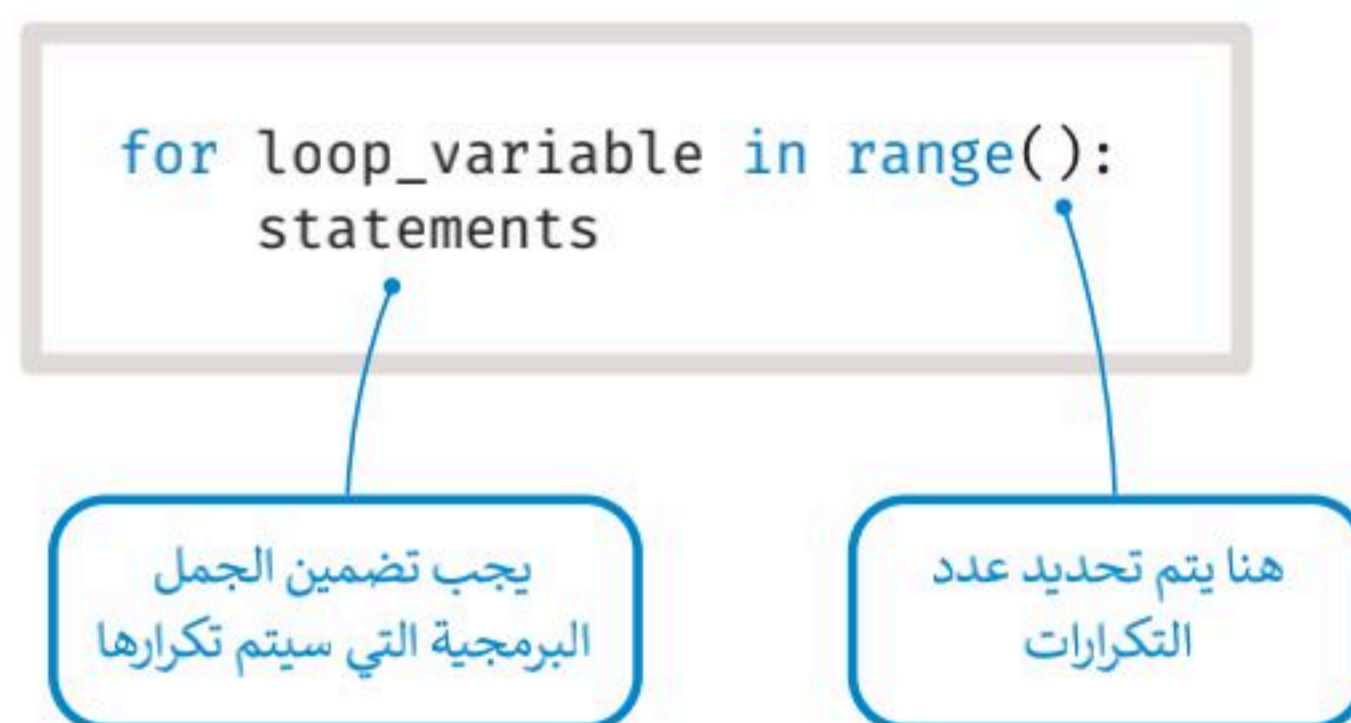 for loop_variable in range():
    statements
هنا يتم تحديد عدد
التكرارات
يجب تضمين الجمل
البرمجية التي سيتم تكرارها